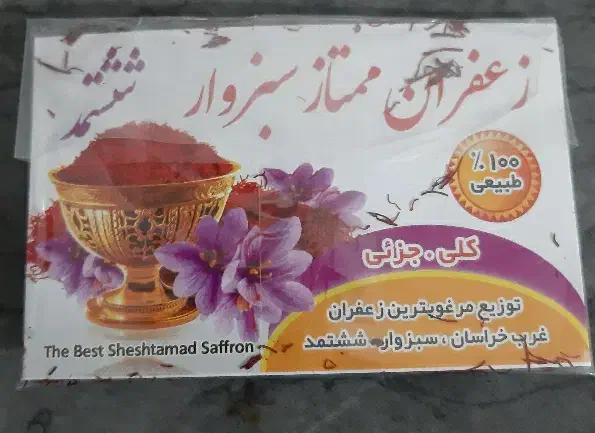 زعفران ممتاز سبزوار
ششتمد
۱۰۰٪
طبیعی
کلی . جزئی
توزیع مرغوبترین زعفران
غرب خراسان ، سبزوار - ششتمد
The Best Sheshtamad Saffron